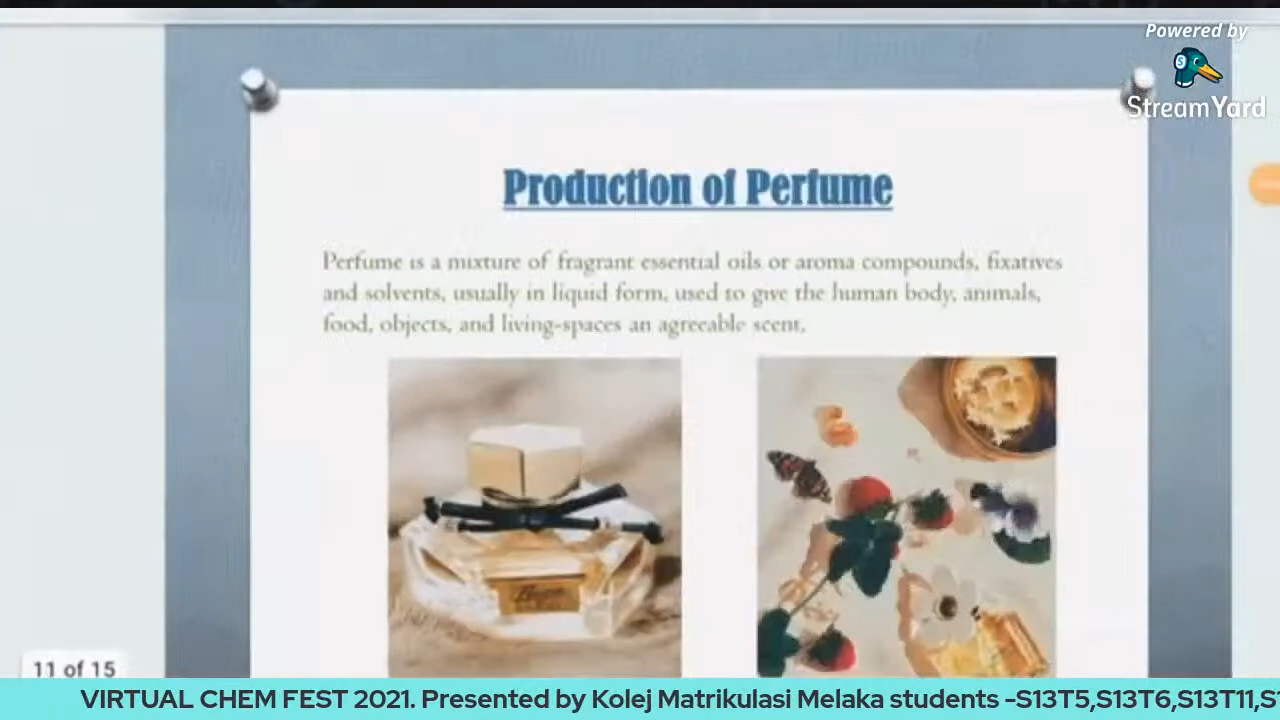 Powered by
StreamYard
Production of Perfume
Perfume is a mixture of fragrant essential oils or aroma compounds, fixatives
and solvents, usually in liquid form, used to give the human body, animals,
food, objects, and living-spaces an agreeable scent.
11 of 15
VIRTUAL CHEM FEST 2021. Presented by Kolej Matrikulasi Melaka students -S13T5,S13T6,S13T11,S1